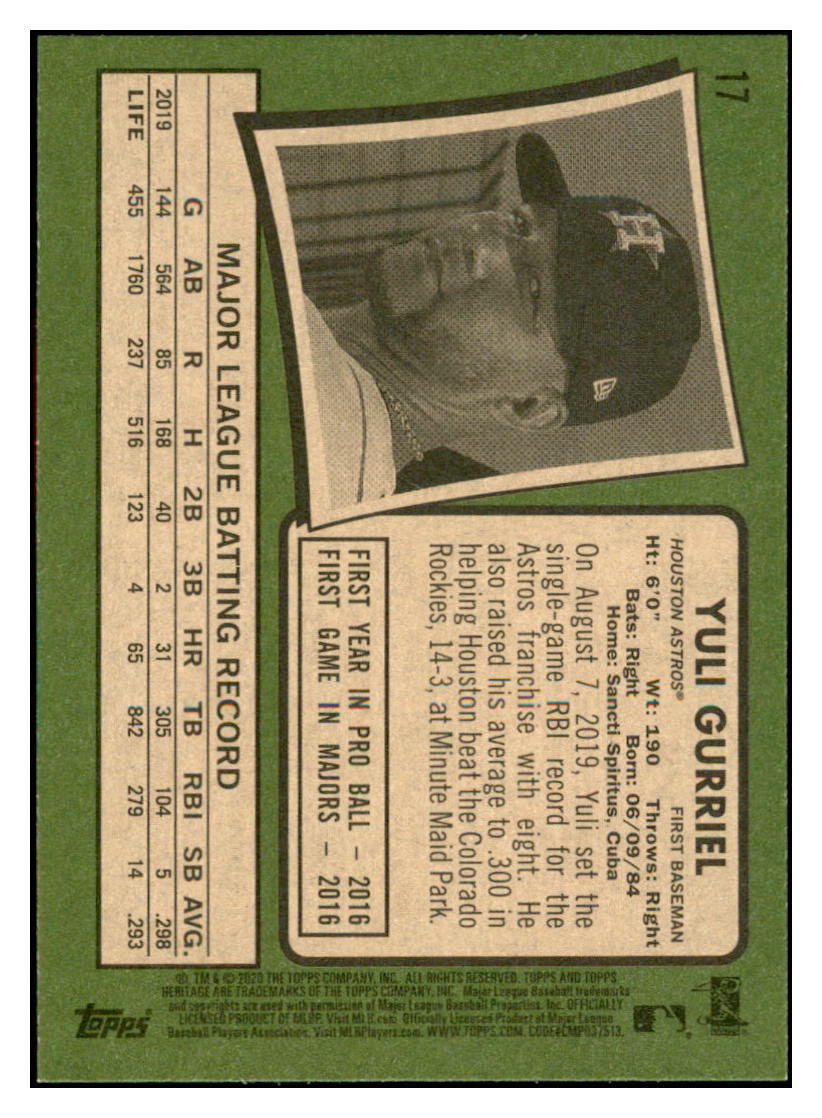 17
YULI GURRIEL
HOUSTON ASTROS® FIRST BASEMAN
Ht: 6'0" Wt: 190 Throws: Right
Bats: Right Born: 06/09/84
Home: Sancti Spiritus, Cuba
On August 7, 2019, Yuli set the
single-game RBI record for the
Astros franchise with eight. He
also raised his average to .300 in
helping Houston beat the Colorado
Rockies, 14-3, at Minute Maid Park.
FIRST YEAR IN PRO BALL – 2016
FIRST GAME IN MAJORS – 2016
MAJOR LEAGUE BATTING RECORD
G AB R H 2B 3B HR TB RBI SB AVG.
2019 144 564 85 168 40 2 31 305 104 5 .298
LIFE 455 1760 237 516 123 4 65 842 279 14 .293
® TM & © 2020 THE TOPPS COMPANY, INC. ALL RIGHTS RESERVED. TOPPS AND TOPPS
HERITAGE ARE TRADEMARKS OF THE TOPPS COMPANY, INC. Major League Baseball trademarks
and copyrights are used with permission of Major League Baseball Properties, Inc. OFFICIALLY
LICENSED PRODUCT OF MLBP. Visit MLB.com Officially Licensed Product of Major League
Baseball Players Association. Visit MLBPlayers.com. WWW.TOPPS.COM. CODE#CMP037513.
topps®
H